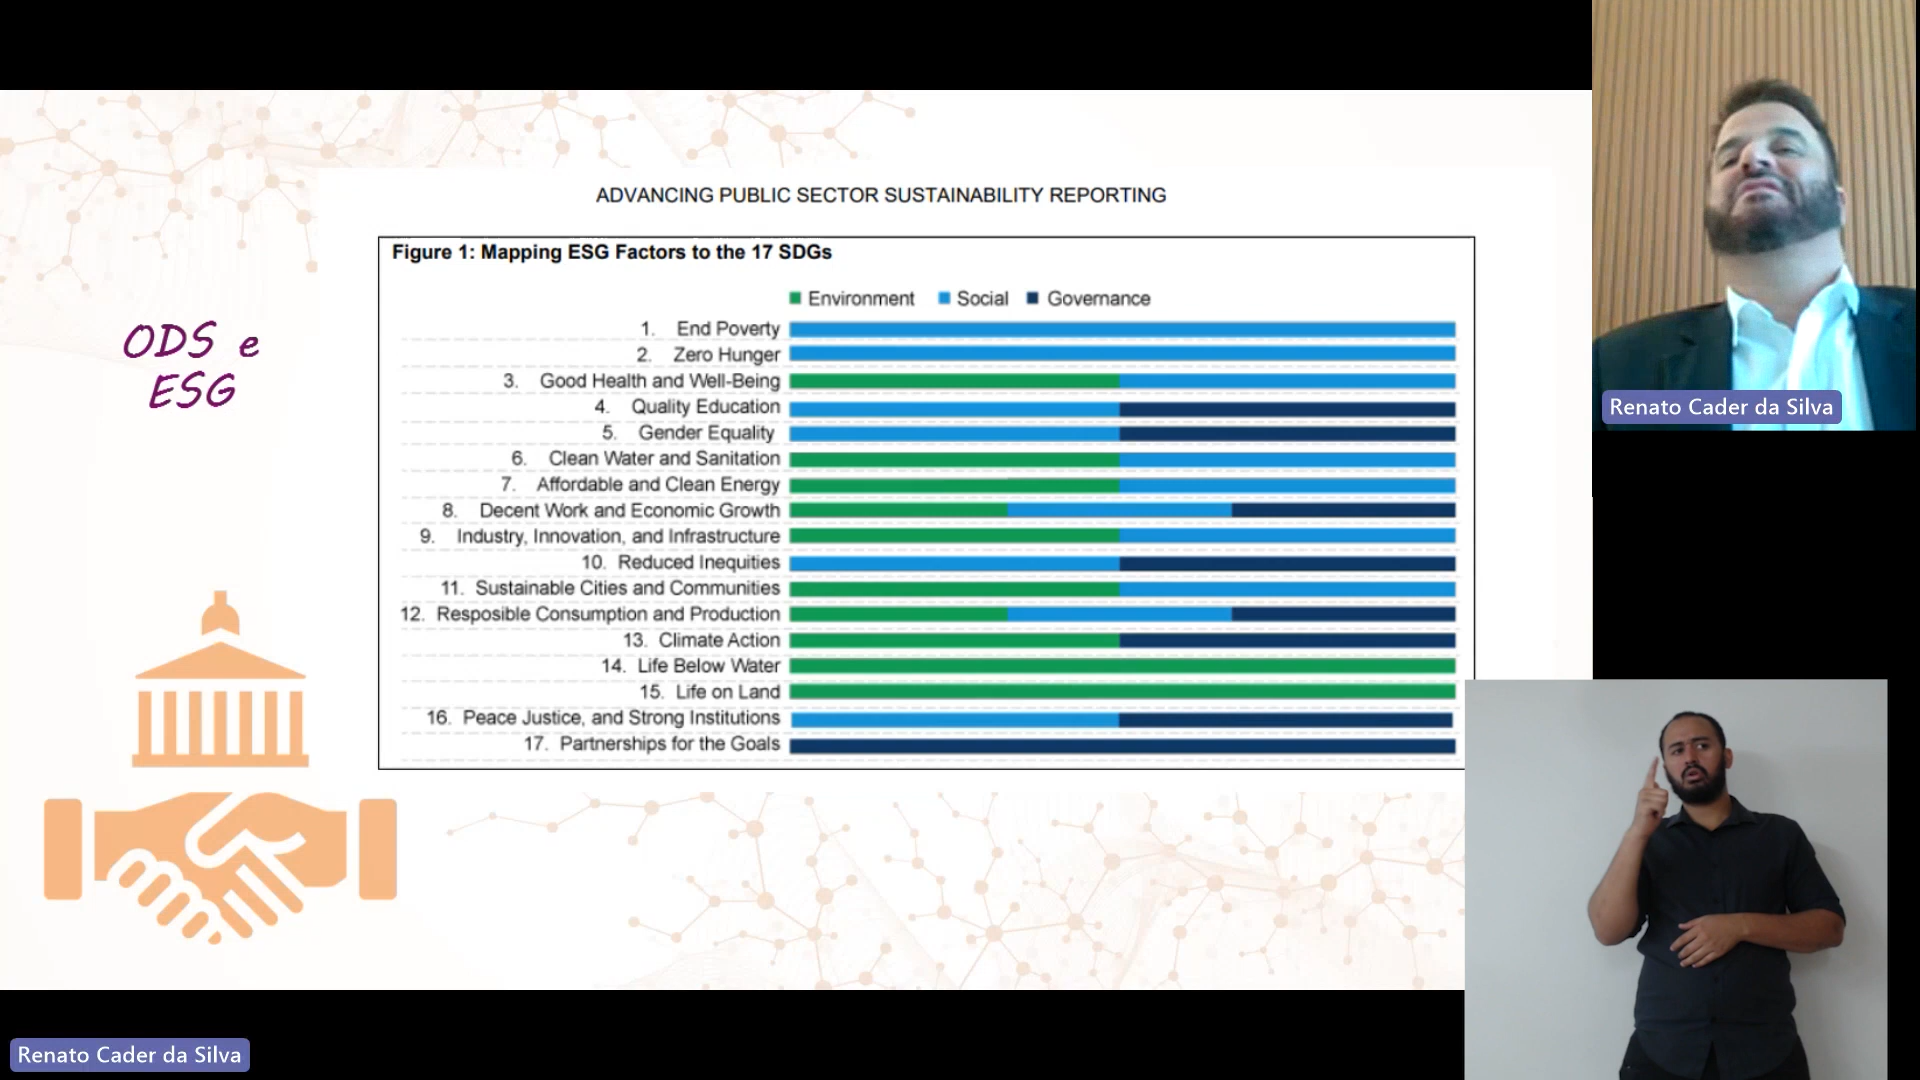 ADVANCING PUBLIC SECTOR SUSTAINABILITY REPORTING
ODS e
ESG
Figure 1: Mapping ESG Factors to the 17 SDGs
Environment Social Governance
1. End Poverty
2. Zero Hunger
3. Good Health and Well-Being
4. Quality Education
5. Gender Equality
6. Clean Water and Sanitation
7. Affordable and Clean Energy
8. Decent Work and Economic Growth
9. Industry, Innovation, and Infrastructure
10. Reduced Inequities
11. Sustainable Cities and Communities
12. Resposible Consumption and Production
13. Climate Action
14. Life Below Water
15. Life on Land
16. Peace Justice, and Strong Institutions
17. Partnerships for the Goals
Renato Cader da Silva
Renato Cader da Silva